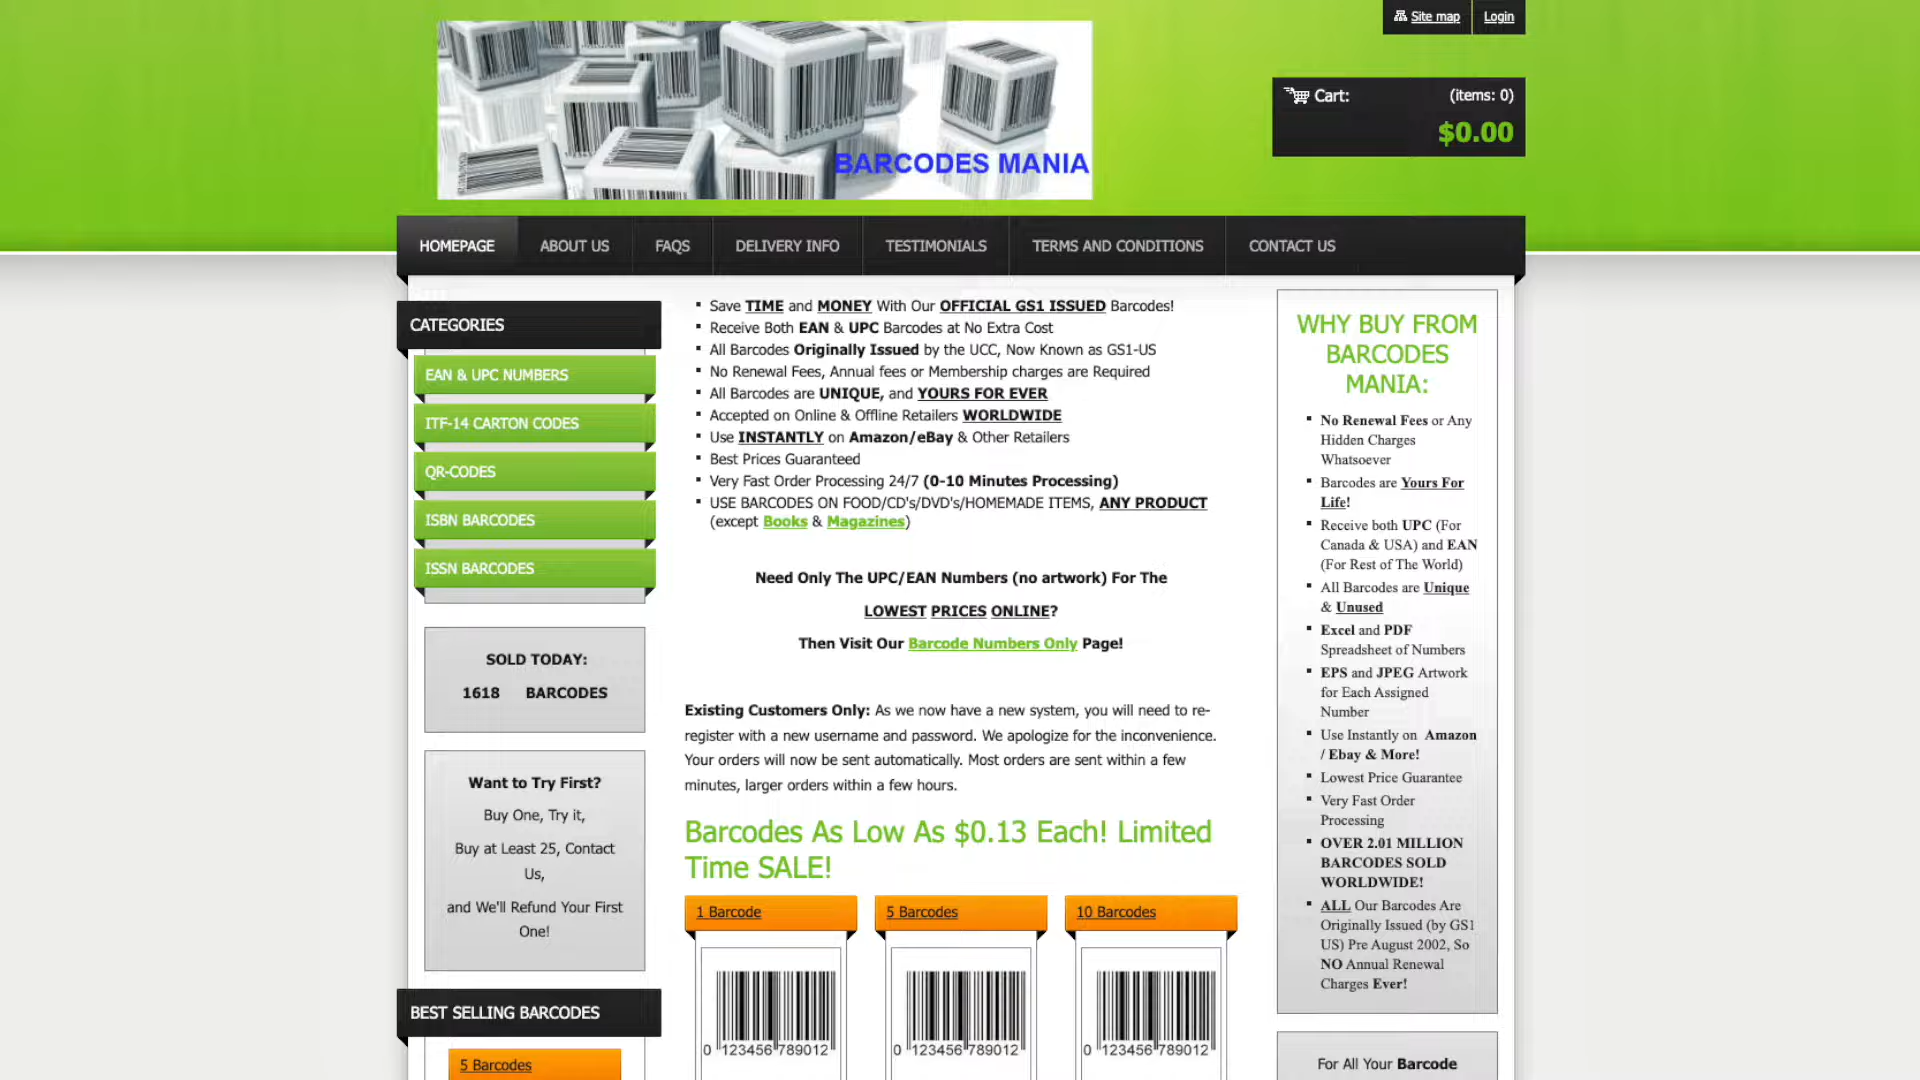 Site map
Login
BARCODES MANIA
Cart:
(items: 0)
$0.00
HOMEPAGE
ABOUT US
FAQS
DELIVERY INFO
TESTIMONIALS
TERMS AND CONDITIONS
CONTACT US
CATEGORIES
EAN & UPC NUMBERS
ITF-14 CARTON CODES
QR-CODES
ISBN BARCODES
ISSN BARCODES
SOLD TODAY:
1618 BARCODES
Want to Try First?
Buy One, Try it,
Buy at Least 25, Contact
Us,
and We'll Refund Your First
One!
BEST SELLING BARCODES
5 Barcodes
Save TIME and MONEY With Our OFFICIAL GS1 ISSUED Barcodes!
Receive Both EAN & UPC Barcodes at No Extra Cost
All Barcodes Originally Issued by the UCC, Now Known as GS1-US
No Renewal Fees, Annual fees or Membership charges are Required
All Barcodes are UNIQUE, and YOURS FOR EVER
Accepted on Online & Offline Retailers WORLDWIDE
Use INSTANTLY on Amazon/eBay & Other Retailers
Best Prices Guaranteed
Very Fast Order Processing 24/7 (0-10 Minutes Processing)
USE BARCODES ON FOOD/CD's/DVD's/HOMEMADE ITEMS, ANY PRODUCT
(except Books & Magazines)
Need Only The UPC/EAN Numbers (no artwork) For The
LOWEST PRICES ONLINE?
Then Visit Our Barcode Numbers Only Page!
Existing Customers Only: As we now have a new system, you will need to re-
register with a new username and password. We apologize for the inconvenience.
Your orders will now be sent automatically. Most orders are sent within a few
minutes, larger orders within a few hours.
Barcodes As Low As $0.13 Each! Limited
Time SALE!
1 Barcode
5 Barcodes
10 Barcodes
0 123456 789012
0 123456 789012
0 123456 789012
WHY BUY FROM
BARCODES
MANIA:
No Renewal Fees or Any
Hidden Charges
Whatsoever
Barcodes are Yours For
Life!
Receive both UPC (For
Canada & USA) and EAN
(For Rest of The World)
All Barcodes are Unique
& Unused
Excel and PDF
Spreadsheet of Numbers
EPS and JPEG Artwork
for Each Assigned
Number
Use Instantly on Amazon
/ Ebay & More!
Lowest Price Guarantee
Very Fast Order
Processing
OVER 2.01 MILLION
BARCODES SOLD
WORLDWIDE!
ALL Our Barcodes Are
Originally Issued (by GS1
US) Pre August 2002, So
NO Annual Renewal
Charges Ever!
For All Your Barcode